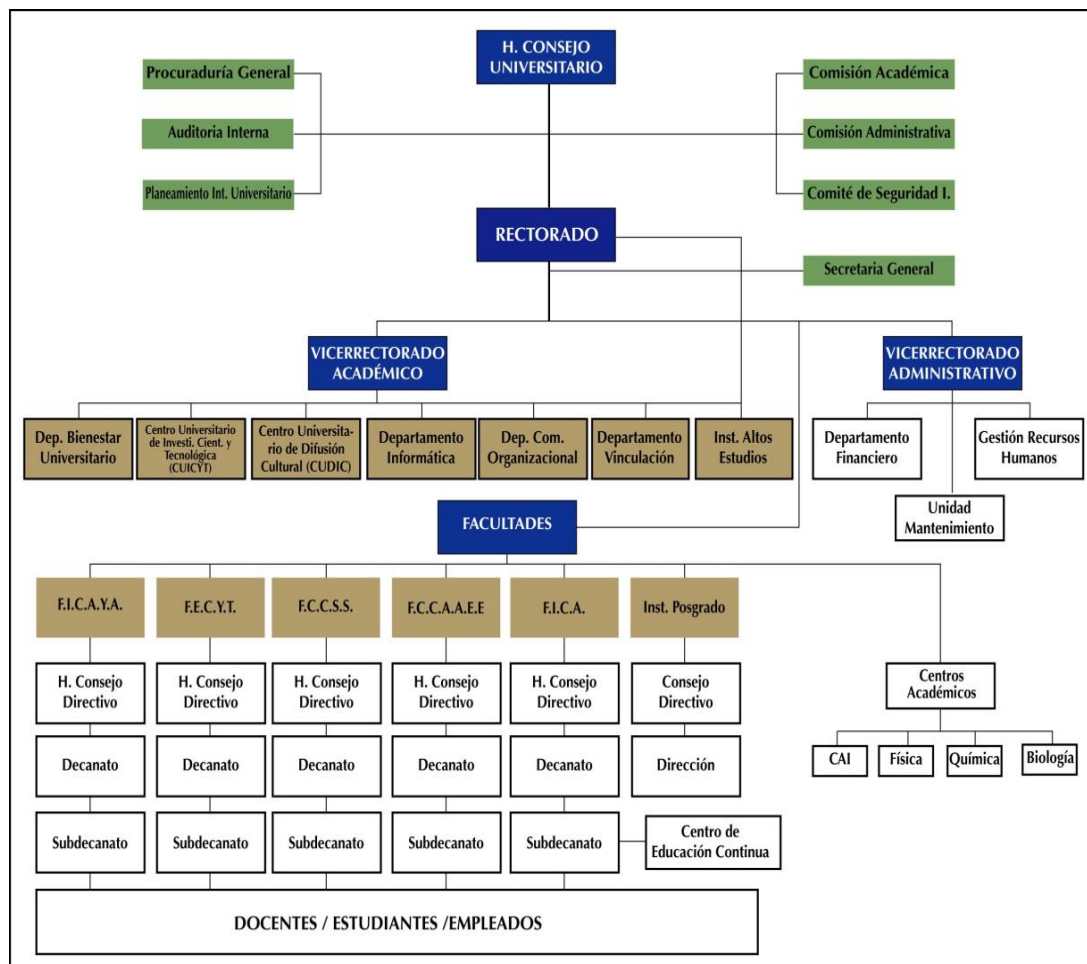 H. CONSEJO
UNIVERSITARIO
Procuraduría General
Comisión Académica
Auditoria Interna
Comisión Administrativa
Planeamiento Int. Universitario
Comité de Seguridad I.
RECTORADO
Secretaria General
VICERRECTORADO
ACADÉMICO
VICERRECTORADO
ADMINISTRATIVO
Dep. Bienestar
Universitario
Centro Universitario
de Investi. Cient. y
Tecnológica
(CUICYT)
Centro Universita-
rio de Difusión
Cultural (CUDIC)
Departamento
Informática
Dep. Com.
Organizacional
Departamento
Vinculación
Inst. Altos
Estudios
Departamento
Financiero
Gestión Recursos
Humanos
Unidad
Mantenimiento
FACULTADES
F.I.C.A.Y.A.
F.E.C.Y.T.
F.C.C.S.S.
F.C.C.A.A.E.E
F.I.C.A.
Inst. Posgrado
H. Consejo
Directivo
H. Consejo
Directivo
H. Consejo
Directivo
H. Consejo
Directivo
H. Consejo
Directivo
Consejo
Directivo
Centros
Académicos
Decanato
Decanato
Decanato
Decanato
Decanato
Dirección
CAI
Física
Química
Biología
Subdecanato
Subdecanato
Subdecanato
Subdecanato
Subdecanato
Centro de
Educación Continua
DOCENTES / ESTUDIANTES /EMPLEADOS